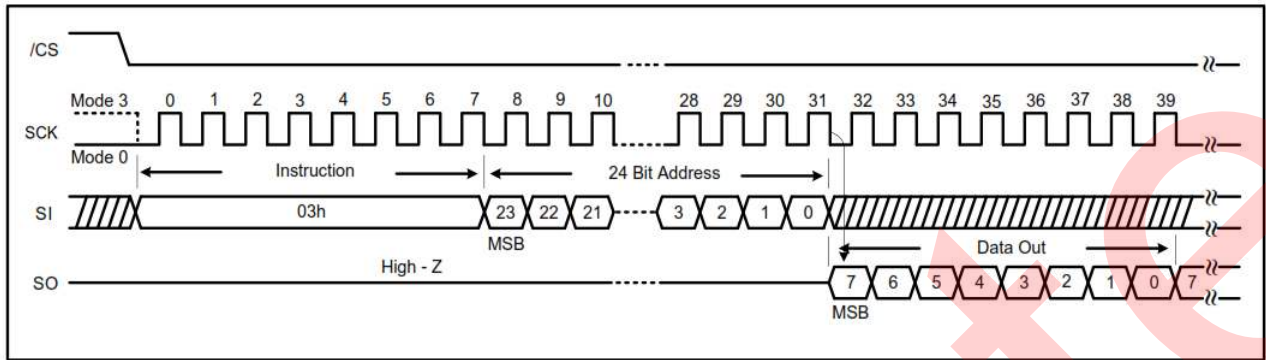 /CS
Mode 3 0 1 2 3 4 5 6 7 8 9 10 28 29 30 31 32 33 34 35 36 37 38 39
SCK
Mode 0
Instruction 24 Bit Address
SI 03h 23 22 21 3 2 1 0
MSB
Data Out
High - Z
SO 7 6 5 4 3 2 1 0 7
MSB